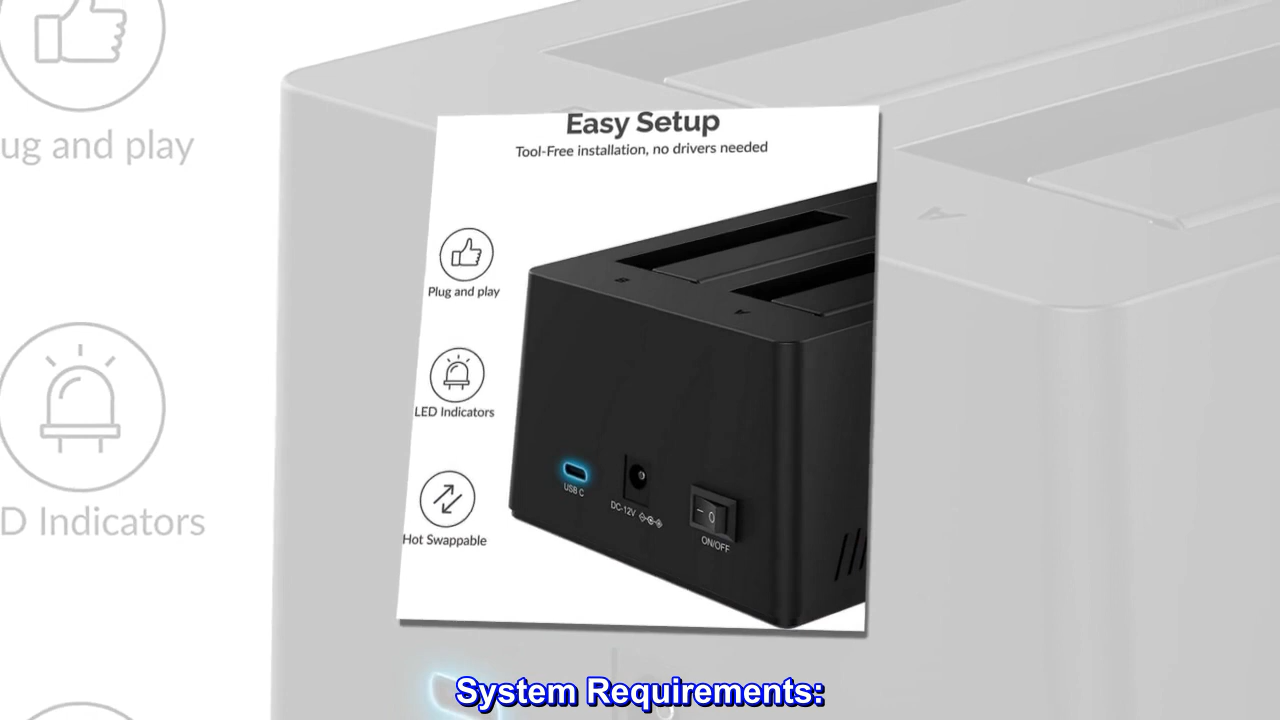 ug and play
D Indicators
Easy Setup
Tool-Free installation, no drivers needed
Plug and play
LED Indicators
Hot Swappable
B
A
USB C
DC-12V
ON/OFF
A
System Requirements: